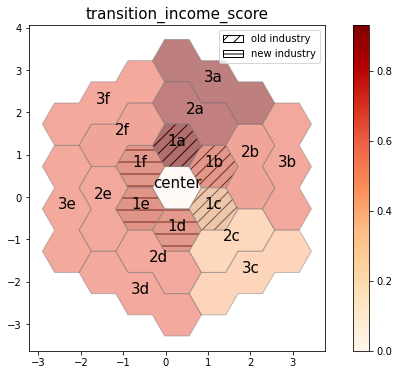 transition_income_score
old industry
new industry
3a
3f
2a
2f
1a
2b
1f
1b
3b
center
2e
3e
1e
1c
1d
2c
2d
3c
3d
4
3
2
1
0
−1
−2
−3
−3
−2
−1
0
1
2
3
0.8
0.6
0.4
0.2
0.0